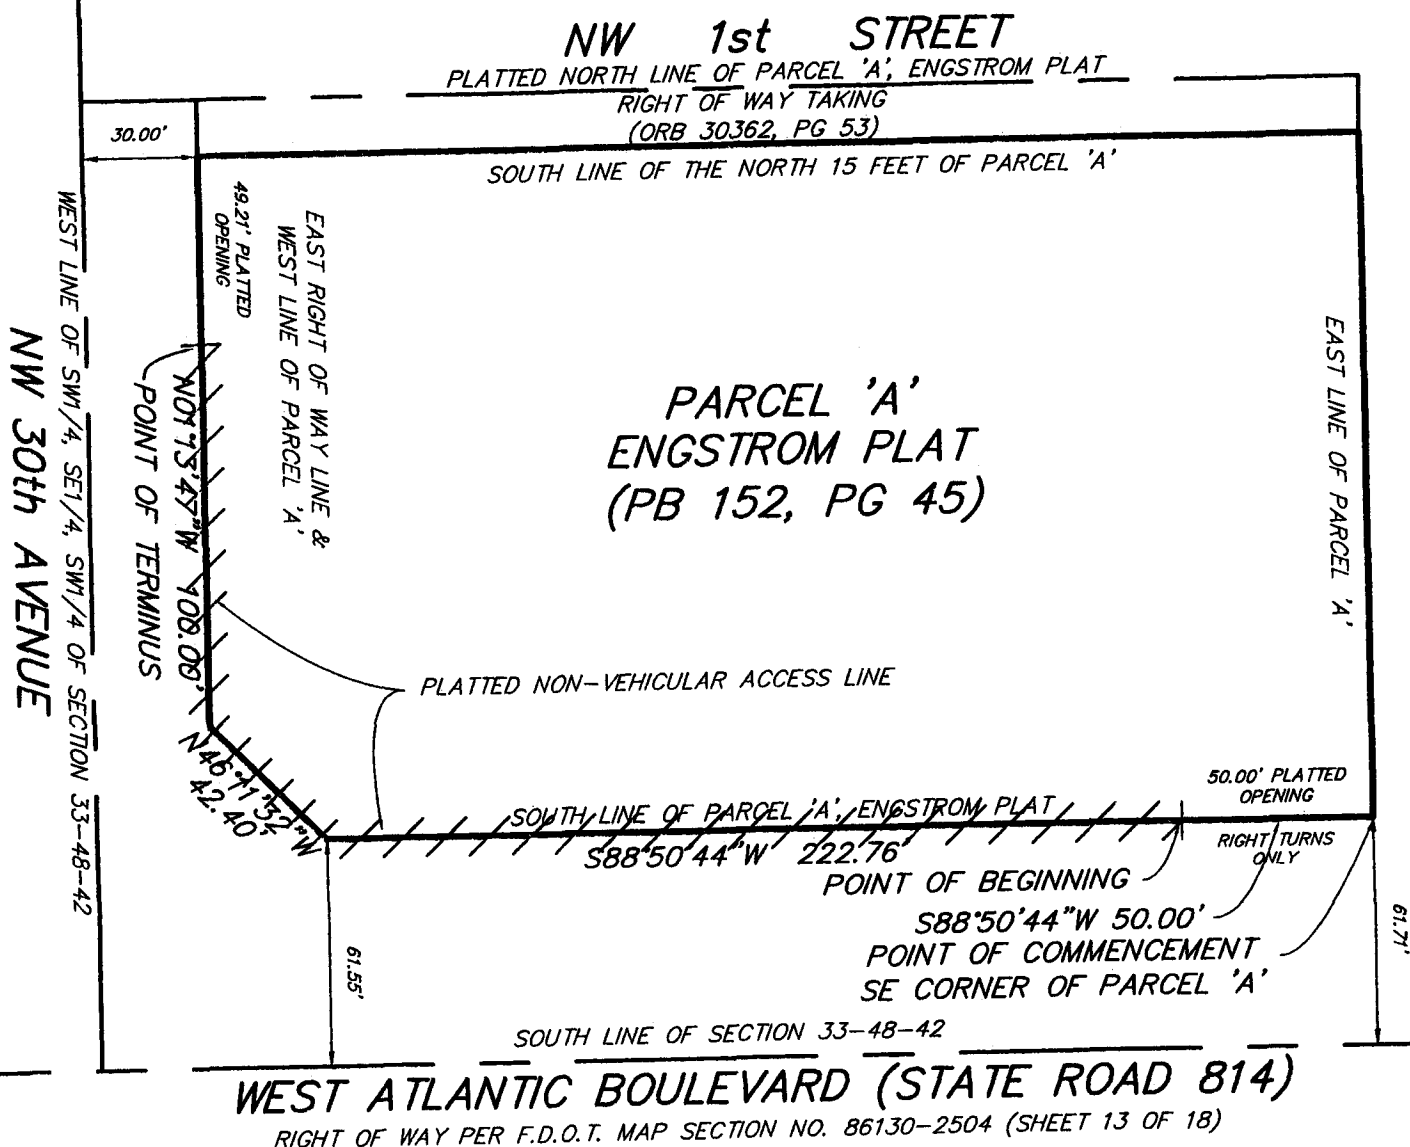 NW 1st STREET
PLATTED NORTH LINE OF PARCEL 'A', ENGSTROM PLAT
RIGHT OF WAY TAKING
(ORB 30362, PG 53)
SOUTH LINE OF THE NORTH 15 FEET OF PARCEL 'A'
30.00'
49.21' PLATTED
OPENING
EAST RIGHT OF WAY LINE &
WEST LINE OF PARCEL 'A'
WEST LINE OF SW1/4, SE1/4, SW1/4 OF SECTION 33-48-42
NW 30th AVENUE
POINT OF TERMINUS
N01°13'47"W 100.00'
PARCEL 'A'
ENGSTROM PLAT
(PB 152, PG 45)
EAST LINE OF PARCEL 'A'
PLATTED NON-VEHICULAR ACCESS LINE
N46°11'32"W
42.40'
50.00' PLATTED
OPENING
SOUTH LINE OF PARCEL 'A', ENGSTROM PLAT
RIGHT TURNS
ONLY
S88°50'44"W 222.76'
POINT OF BEGINNING
S88°50'44"W 50.00'
POINT OF COMMENCEMENT
SE CORNER OF PARCEL 'A'
61.55'
61.71'
SOUTH LINE OF SECTION 33-48-42
WEST ATLANTIC BOULEVARD (STATE ROAD 814)
RIGHT OF WAY PER F.D.O.T. MAP SECTION NO. 86130-2504 (SHEET 13 OF 18)